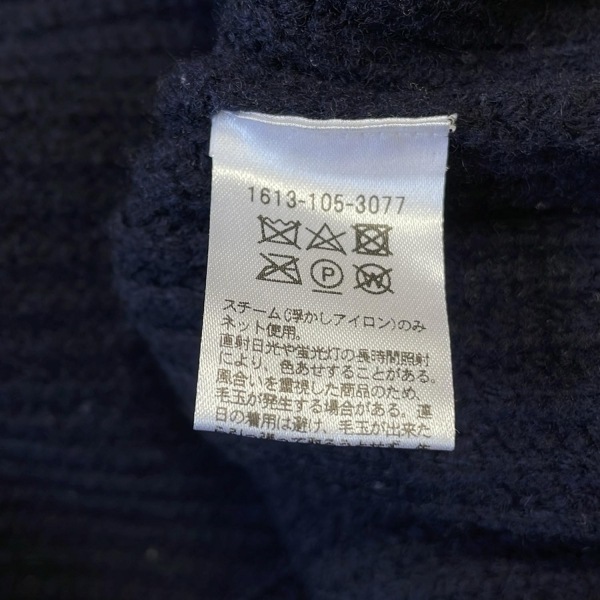 1613-105-3077
P W
スチーム(浮かしアイロン)のみ
ネット使用。
直射日光や蛍光灯の長時間照射
により、色あせすることがある。
風合いを重視した商品のため、
毛玉が発生する場合がある。連
日の着用は避け、毛玉が出来た